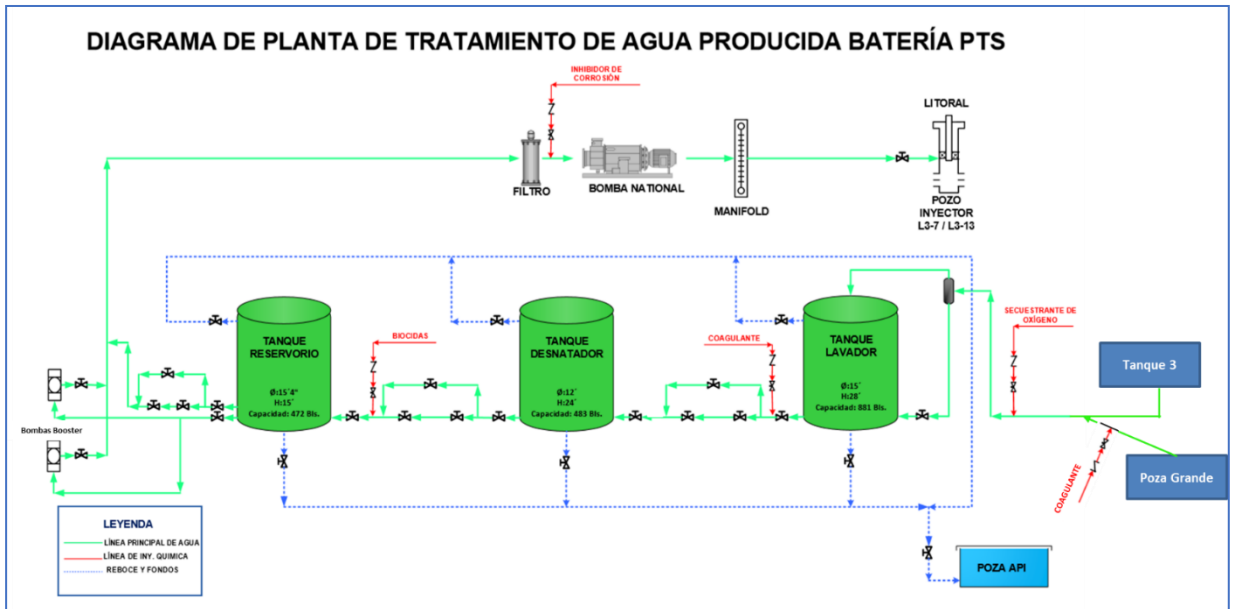 DIAGRAMA DE PLANTA DE TRATAMIENTO DE AGUA PRODUCIDA BATERÍA PTS
INHIBIDOR DE
CORROSIÓN
LITORAL
FILTRO
BOMBA NATIONAL
MANIFOLD
POZO
INYECTOR
L3-7 / L3-13
TANQUE
RESERVORIO
Ø:15´4"
H:15´
Capacidad: 472 Bls.
BIOCIDAS
TANQUE
DESNATADOR
Ø:12´
H:24´
Capacidad: 483 Bls.
COAGULANTE
TANQUE
LAVADOR
Ø:15´
H:28´
Capacidad:881 Bls.
SECUESTRANTE DE
OXÍGENO
Tanque 3
Poza Grande
COAGULANTE
Bombas Booster
LEYENDA
LÍNEA PRINCIPAL DE AGUA
LÍNEA DE INY. QUIMICA
REBOCE Y FONDOS
POZA API